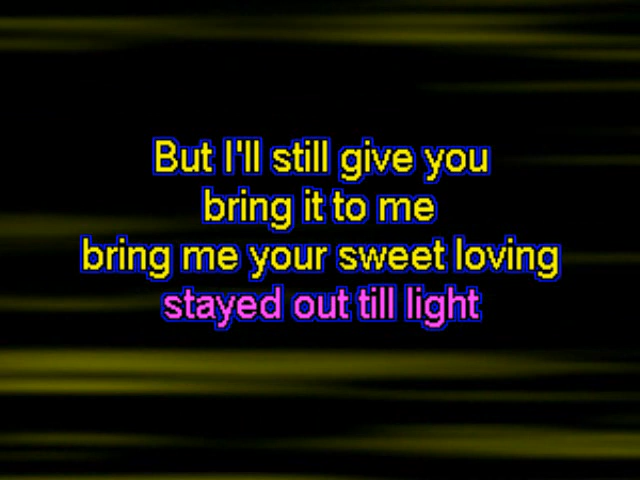 But I'll still give you
bring it to me
bring me your sweet loving
stayed out till light